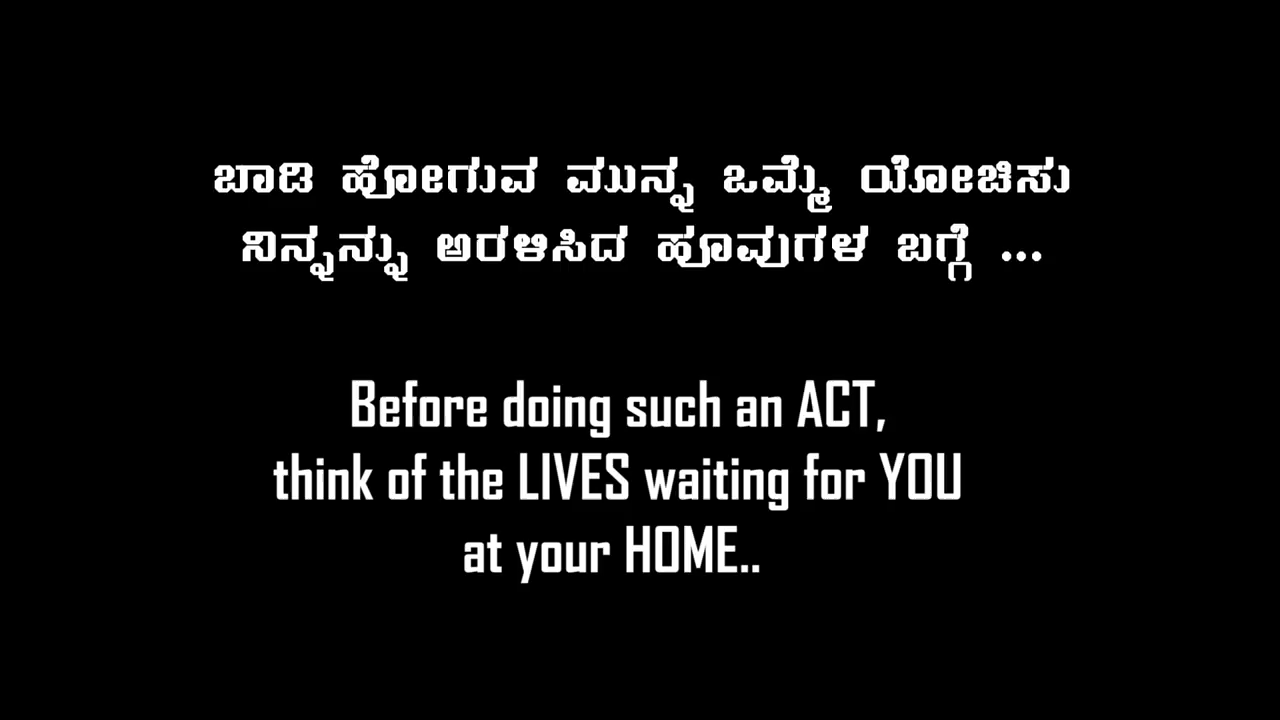 ಬಾಡಿ ಹೋಗುವ ಮುನ್ನ ಒಮ್ಮೆ ಯೋಚಿಸು
ನಿನ್ನನ್ನು ಅರಳಿಸಿದ ಹೂವುಗಳ ಬಗ್ಗೆ ...
Before doing such an ACT,
think of the LIVES waiting for YOU
at your HOME..